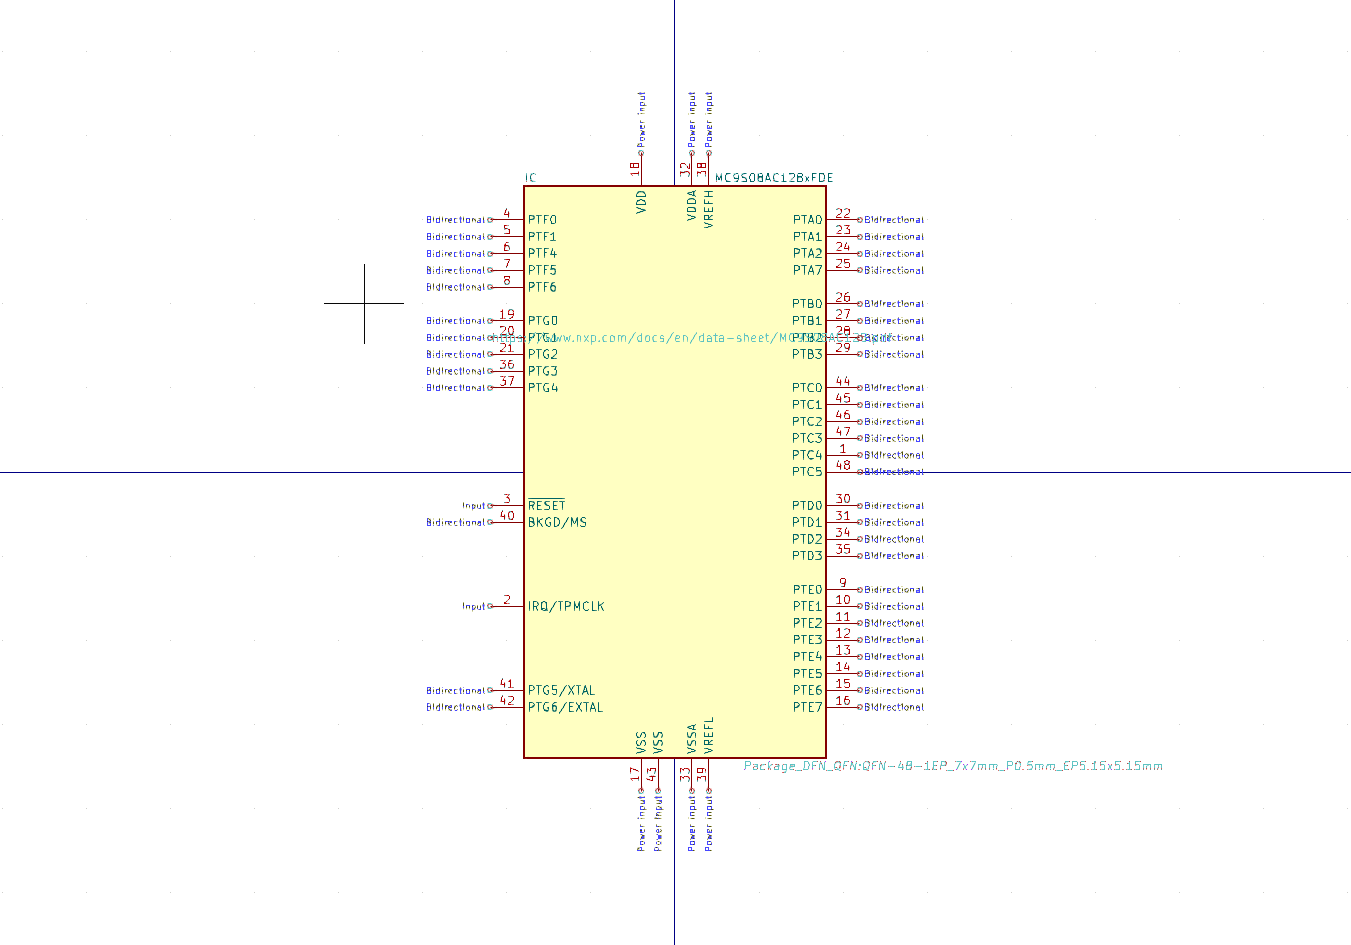 Power input Power input Power input
18 32 38
IC MC9S08AC128xFDE
VDD VDDA VREFH
Bidirectional 4 PTF0 PTA0 22 Bidirectional
Bidirectional 5 PTF1 PTA1 23 Bidirectional
Bidirectional 6 PTF4 PTA2 24 Bidirectional
Bidirectional 7 PTF5 PTA7 25 Bidirectional
Bidirectional 8 PTF6
PTB0 26 Bidirectional
Bidirectional 19 PTG0 PTB1 27 Bidirectional
Bidirectional 20 PTG1 PTB2 28 Bidirectional
https://www.nxp.com/docs/en/data-sheet/MC9S08AC128.pdf
Bidirectional 21 PTG2 PTB3 29 Bidirectional
Bidirectional 36 PTG3
Bidirectional 37 PTG4 PTC0 44 Bidirectional
PTC1 45 Bidirectional
PTC2 46 Bidirectional
PTC3 47 Bidirectional
PTC4 1 Bidirectional
PTC5 48 Bidirectional
Input 3 RESET PTD0 30 Bidirectional
Bidirectional 40 BKGD/MS PTD1 31 Bidirectional
PTD2 34 Bidirectional
PTD3 35 Bidirectional
PTE0 9 Bidirectional
Input 2 IRQ/TPMCLK PTE1 10 Bidirectional
PTE2 11 Bidirectional
PTE3 12 Bidirectional
PTE4 13 Bidirectional
PTE5 14 Bidirectional
Bidirectional 41 PTG5/XTAL PTE6 15 Bidirectional
Bidirectional 42 PTG6/EXTAL PTE7 16 Bidirectional
VSS VSS VSSA VREFL
Package_DFN_QFN:QFN-48-1EP_7x7mm_P0.5mm_EP5.15x5.15mm
17 43 33 39
Power input Power input Power input Power input